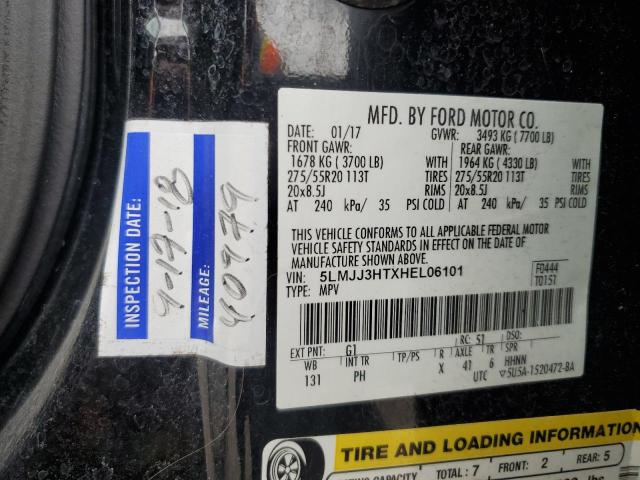 INSPECTION DATE:
9-17-18
MILEAGE:
40979
MFD. BY FORD MOTOR CO.
DATE: 01/17 GVWR: 3493 KG ( 7700 LB)
FRONT GAWR: REAR GAWR:
1678 KG ( 3700 LB) WITH 1964 KG ( 4330 LB) WITH
275/55R20 113T TIRES 275/55R20 113T TIRES
20x8.5J RIMS 20x8.5J RIMS
AT 240 kPa/ 35 PSI COLD AT 240 kPa/ 35 PSI COLD
THIS VEHICLE CONFORMS TO ALL APPLICABLE FEDERAL MOTOR
VEHICLE SAFETY STANDARDS IN EFFECT ON THE DATE OF
MANUFACTURE SHOWN ABOVE.
VIN: 5LMJJ3HTXHEL06101 F0444
TYPE: MPV T0157
EXT PNT: G1 RC: 51 DSO:
WB INT TR TP/PS R AXLE TR SPR
131 PH X 41 6 HHNN
UTC ▽5U5A-1520472-BA
TIRE AND LOADING INFORMATION
SEATING CAPACITY TOTAL: 7 FRONT: 2 REAR: 5
lbs